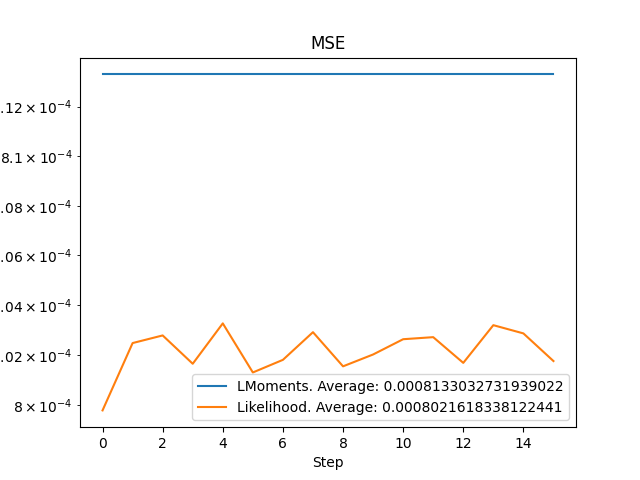 MSE
.12 × 10⁻⁴
8.1 × 10⁻⁴
.08 × 10⁻⁴
.06 × 10⁻⁴
.04 × 10⁻⁴
.02 × 10⁻⁴
8 × 10⁻⁴
LMoments. Average: 0.0008133032731939022
Likelihood. Average: 0.0008021618338122441
0 2 4 6 8 10 12 14
Step